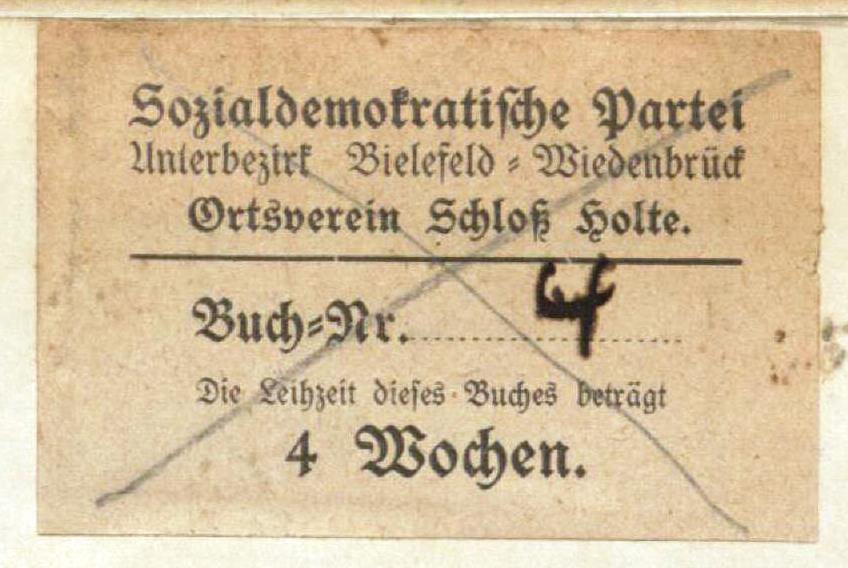 Sozialdemokratische Partei
Unterbezirk Bielefeld = Wiedenbrück
Ortsverein Schloß Holte.
Buch=Nr. 4
Die Leihzeit dieses Buches beträgt
4 Wochen.